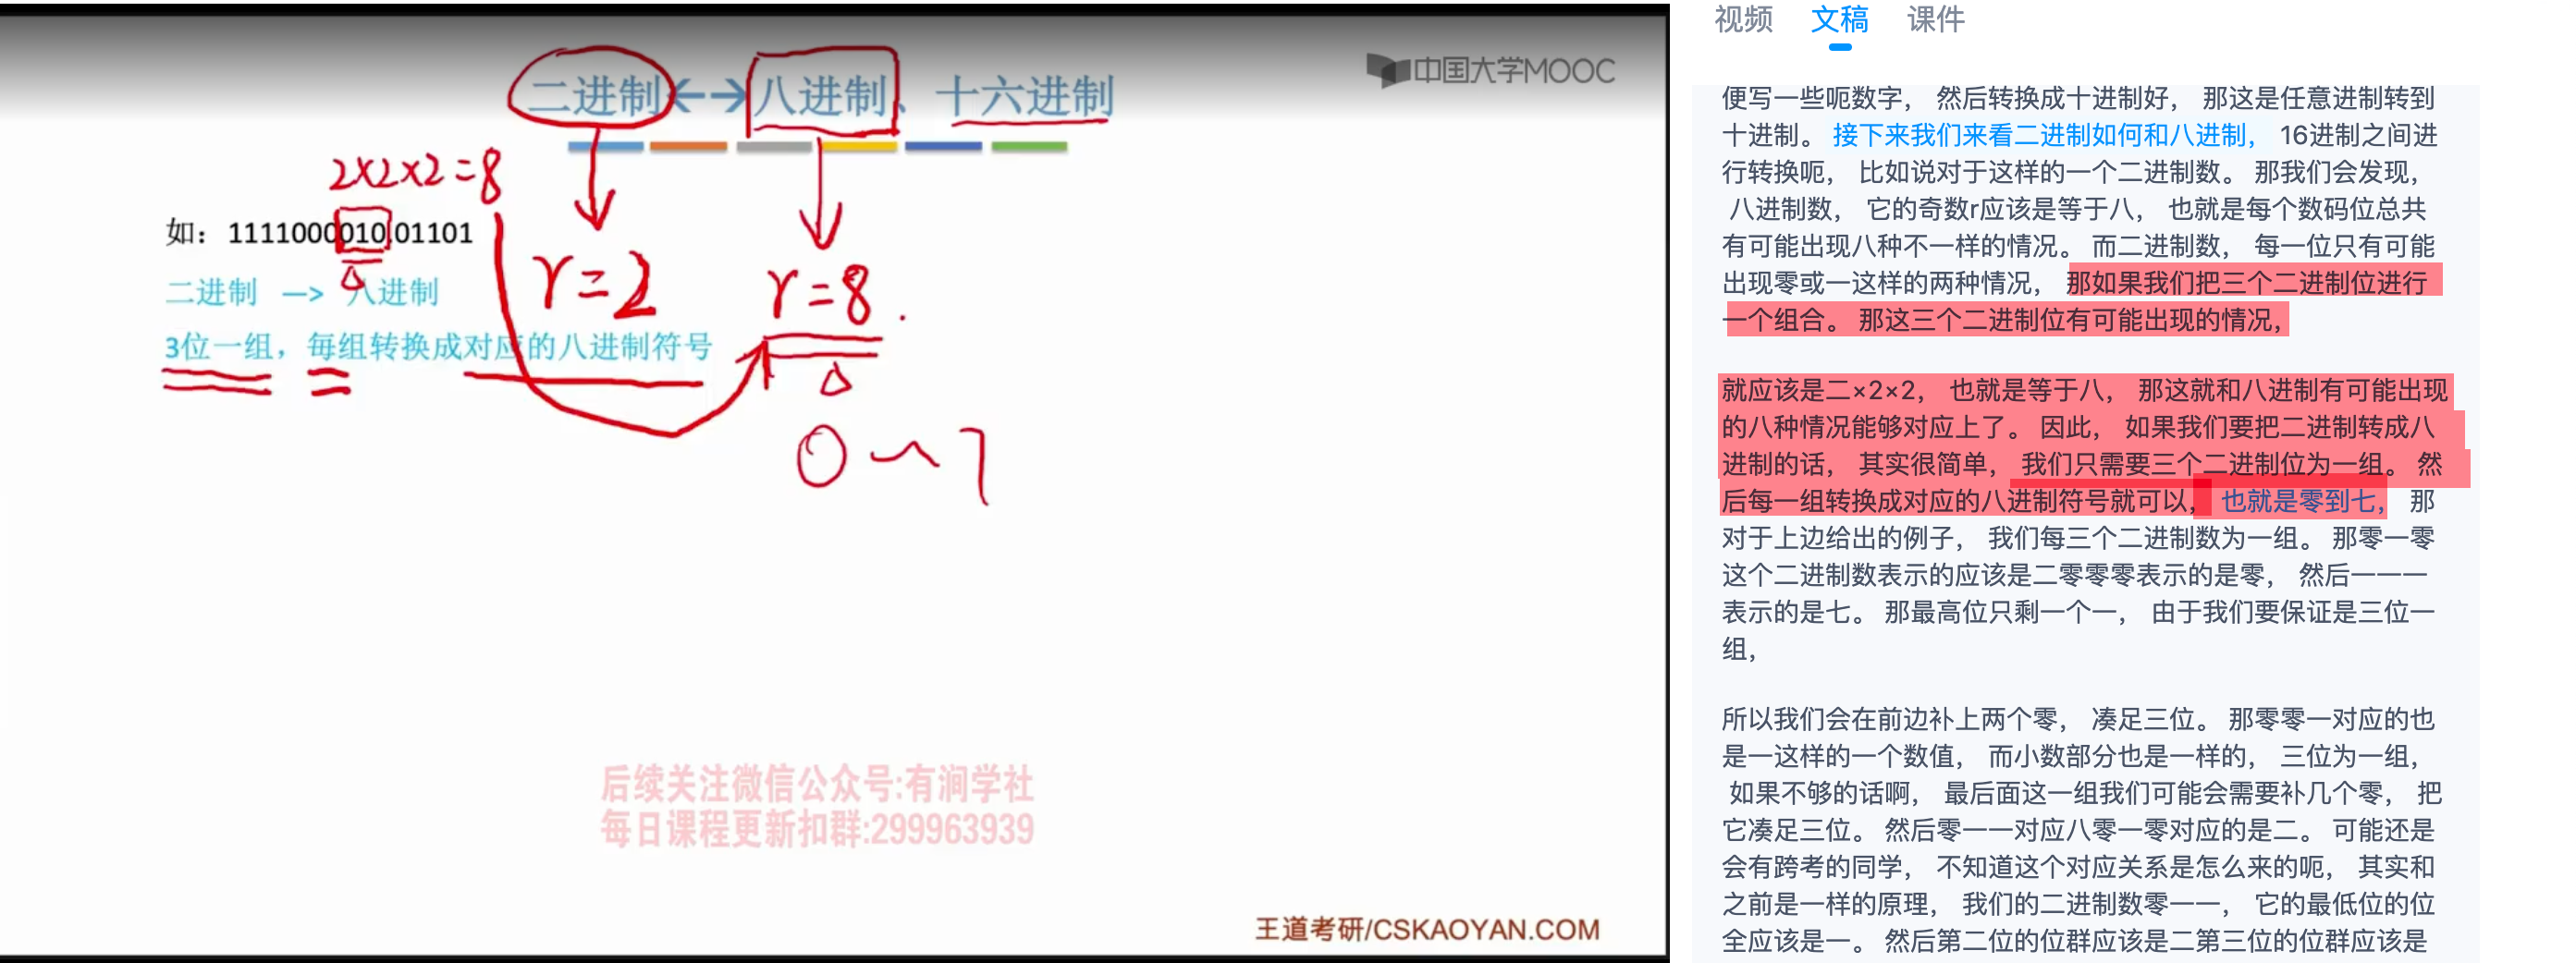 二进制<->八进制、十六进制
中国大学MOOC
2×2×2=8
如：1111000010.01101
r=2
r=8.
二进制 —> 八进制
3位一组，每组转换成对应的八进制符号
0~7
后续关注微信公众号:有涧学社
每日课程更新扣群:299963939
王道考研/CSKAOYAN.COM
视频 文稿 课件
便写一些呃数字， 然后转换成十进制好， 那这是任意进制转到
十进制。 接下来我们来看二进制如何和八进制， 16进制之间进
行转换呃， 比如说对于这样的一个二进制数。 那我们会发现，
八进制数， 它的奇数r应该是等于八， 也就是每个数码位总共
有可能出现八种不一样的情况。 而二进制数， 每一位只有可能
出现零或一这样的两种情况， 那如果我们把三个二进制位进行
一个组合。 那这三个二进制位有可能出现的情况，
就应该是二×2×2， 也就是等于八， 那这就和八进制有可能出现
的八种情况能够对应上了。 因此， 如果我们要把二进制转成八
进制的话， 其实很简单， 我们只需要三个二进制位为一组。 然
后每一组转换成对应的八进制符号就可以， 也就是零到七， 那
对于上边给出的例子， 我们每三个二进制数为一组。 那零一零
这个二进制数表示的应该是二零零零表示的是零， 然后一一一
表示的是七。 那最高位只剩一个一， 由于我们要保证是三位一
组，
所以我们会在前边补上两个零， 凑足三位。 那零零一对应的也
是一这样的一个数值， 而小数部分也是一样的， 三位为一组，
如果不够的话啊， 最后面这一组我们可能会需要补几个零， 把
它凑足三位。 然后零一一对应八零一零对应的是二。 可能还是
会有跨考的同学， 不知道这个对应关系是怎么来的呃， 其实和
之前是一样的原理， 我们的二进制数零一一， 它的最低位的位
全应该是一。 然后第二位的位群应该是二第三位的位群应该是